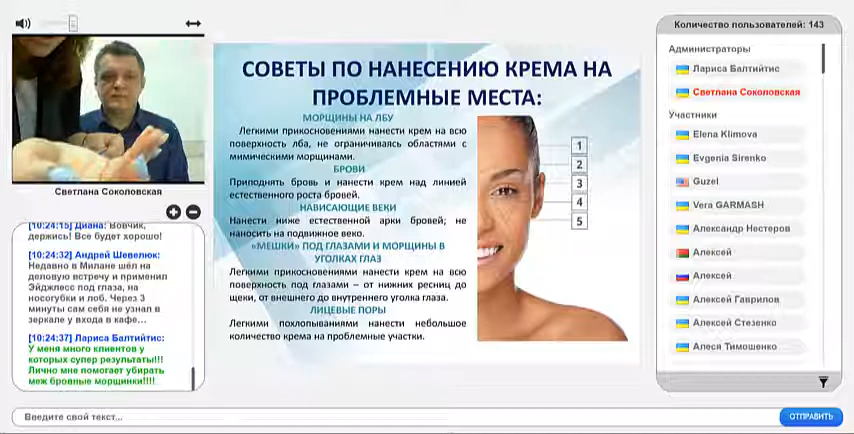 Количество пользователей: 143
Администраторы
Лариса Балтийтис
Светлана Соколовская
Участники
Elena Klimova
Evgenia Sirenko
Guzel
Vera GARMASH
Александр Нестеров
Алексей
Алексей
Алексей Гаврилов
Алексей Стезенко
Алеся Тимошенко
Светлана Соколовская
[10:24:15] Диана: Вовчик,
держись! Все будет хорошо!
[10:24:32] Андрей Шевелюк:
Недавно в Милане шёл на
деловую встречу и применил
Эйджлесс под глаза, на
носогубки и лоб. Через 3
минуты сам себя не узнал в
зеркале у входа в кафе...
[10:24:37] Лариса Балтийтис:
У меня много клиентов у
которых супер результаты!!!
Лично мне помогает убирать
меж бровные морщинки!!!!
СОВЕТЫ ПО НАНЕСЕНИЮ КРЕМА НА
ПРОБЛЕМНЫЕ МЕСТА:
МОРЩИНЫ НА ЛБУ
Легкими прикосновениями нанести крем на всю
поверхность лба, не ограничиваясь областями с
мимическими морщинами.
БРОВИ
Приподнять бровь и нанести крем над линией
естественного роста бровей.
НАВИСАЮЩИЕ ВЕКИ
Нанести ниже естественной арки бровей; не
наносить на подвижное веко.
«МЕШКИ» ПОД ГЛАЗАМИ И МОРЩИНЫ В
УГОЛКАХ ГЛАЗ
Легкими прикосновениями нанести крем на всю
поверхность под глазами – от нижних ресниц до
щеки, от внешнего до внутреннего уголка глаза.
ЛИЦЕВЫЕ ПОРЫ
Легкими похлопываниями нанести небольшое
количество крема на проблемные участки.
1
2
3
4
5
Введите свой текст...
ОТПРАВИТЬ